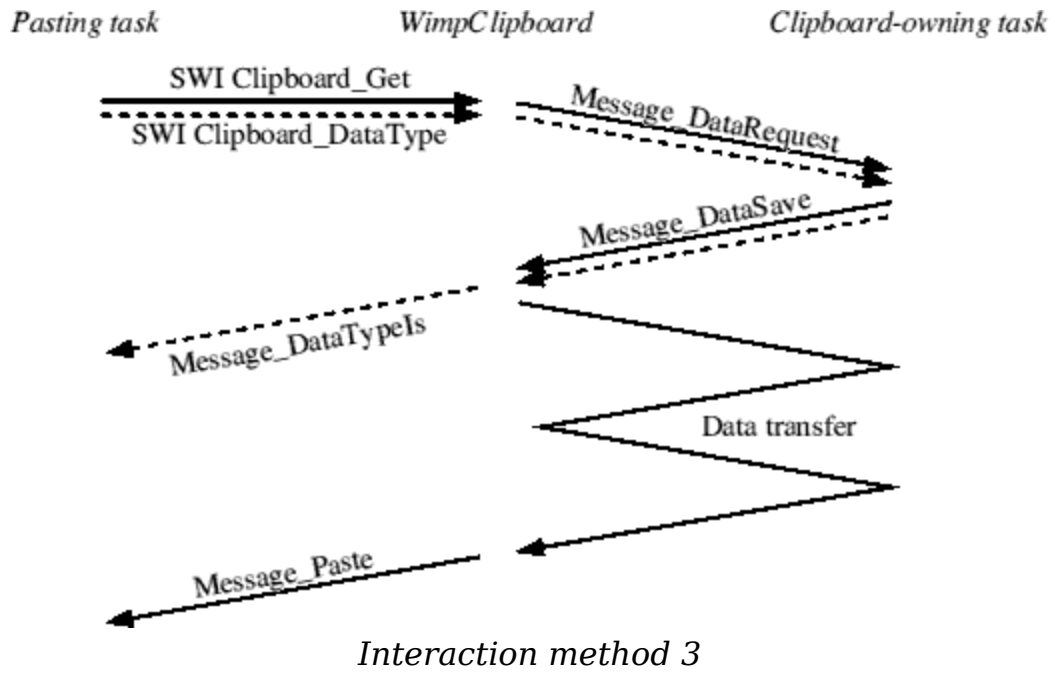 Pasting task
WimpClipboard
Clipboard-owning task
SWI Clipboard_Get
SWI Clipboard_DataType
Message_DataRequest
Message_DataSave
Message_DataTypeIs
Data transfer
Message_Paste
Interaction method 3